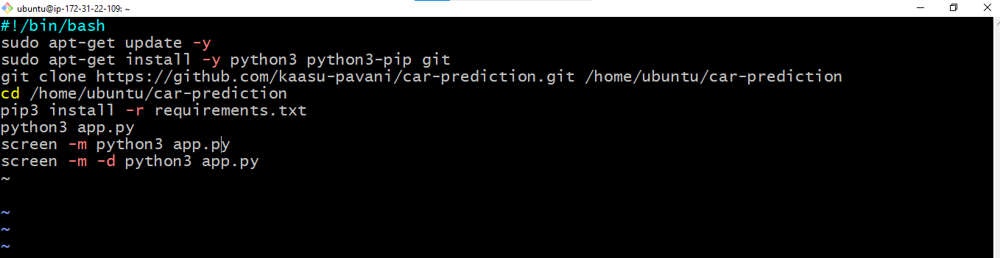 ubuntu@ip-172-31-22-109: ~
#!/bin/bash
sudo apt-get update -y
sudo apt-get install -y python3 python3-pip git
git clone https://github.com/kaasu-pavani/car-prediction.git /home/ubuntu/car-prediction
cd /home/ubuntu/car-prediction
pip3 install -r requirements.txt
python3 app.py
screen -m python3 app.py
screen -m -d python3 app.py
~
~
~
~